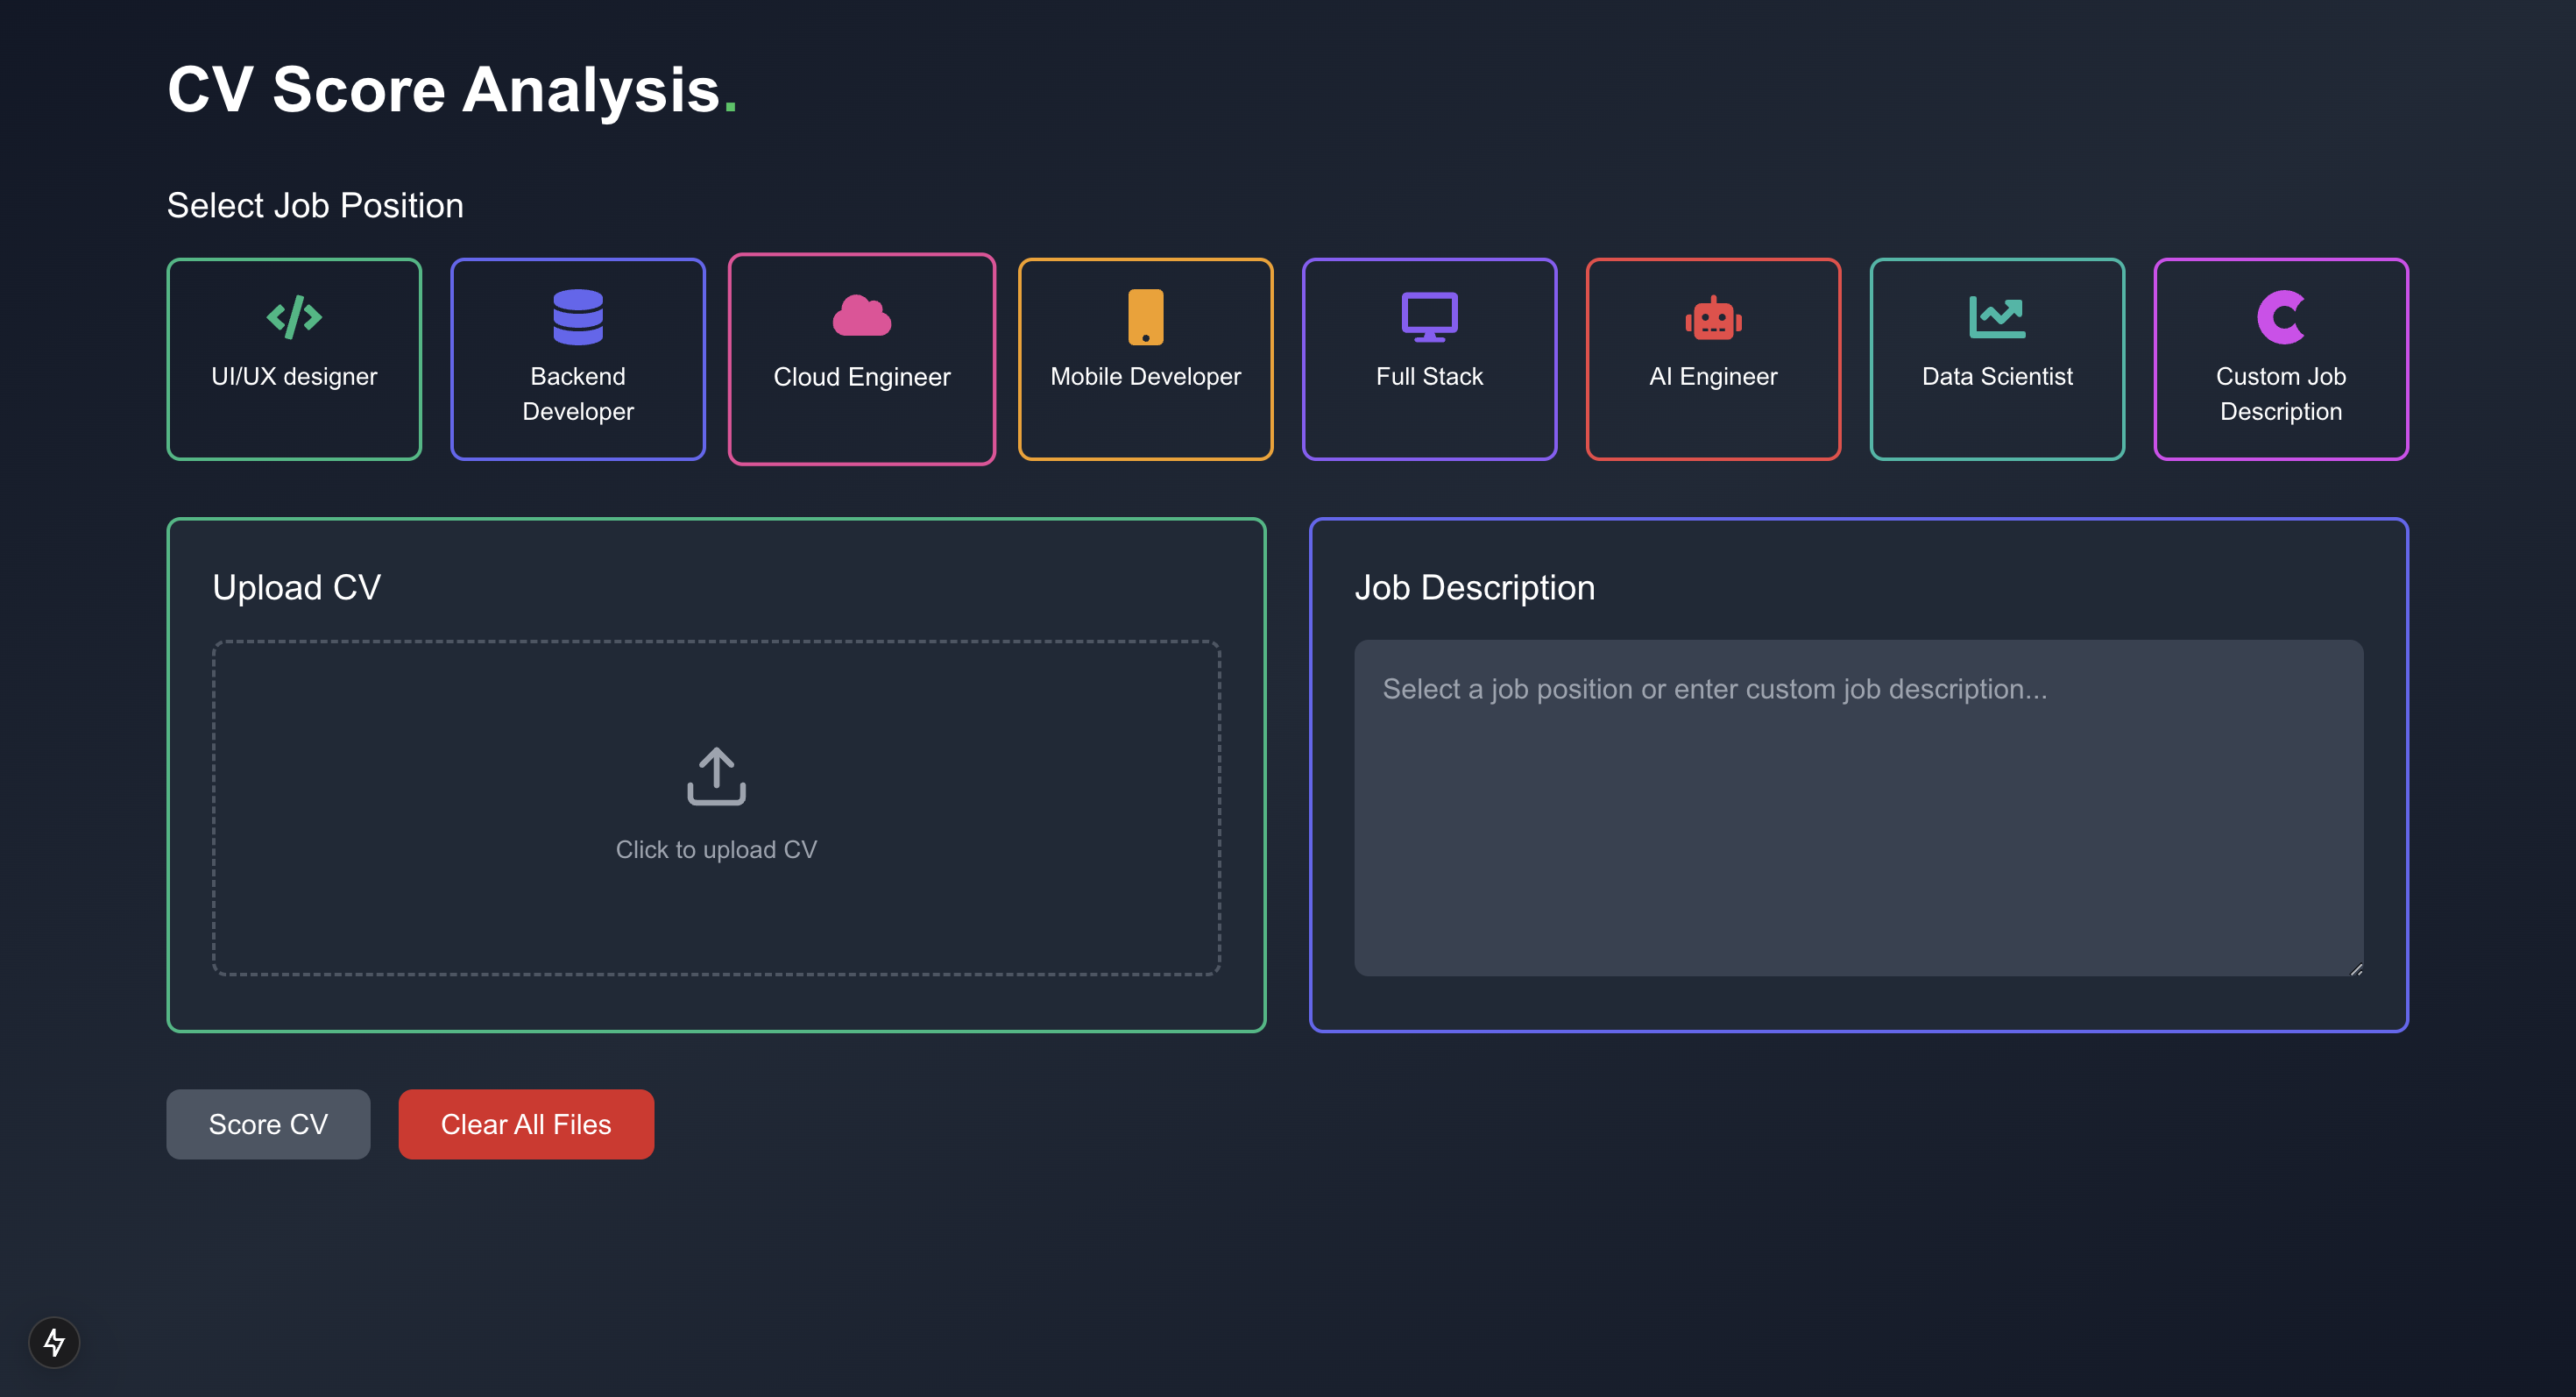 CV Score Analysis.
Select Job Position
UI/UX designer
Backend
Developer
Cloud Engineer
Mobile Developer
Full Stack
AI Engineer
Data Scientist
Custom Job
Description
Upload CV
Click to upload CV
Job Description
Select a job position or enter custom job description...
Score CV
Clear All Files